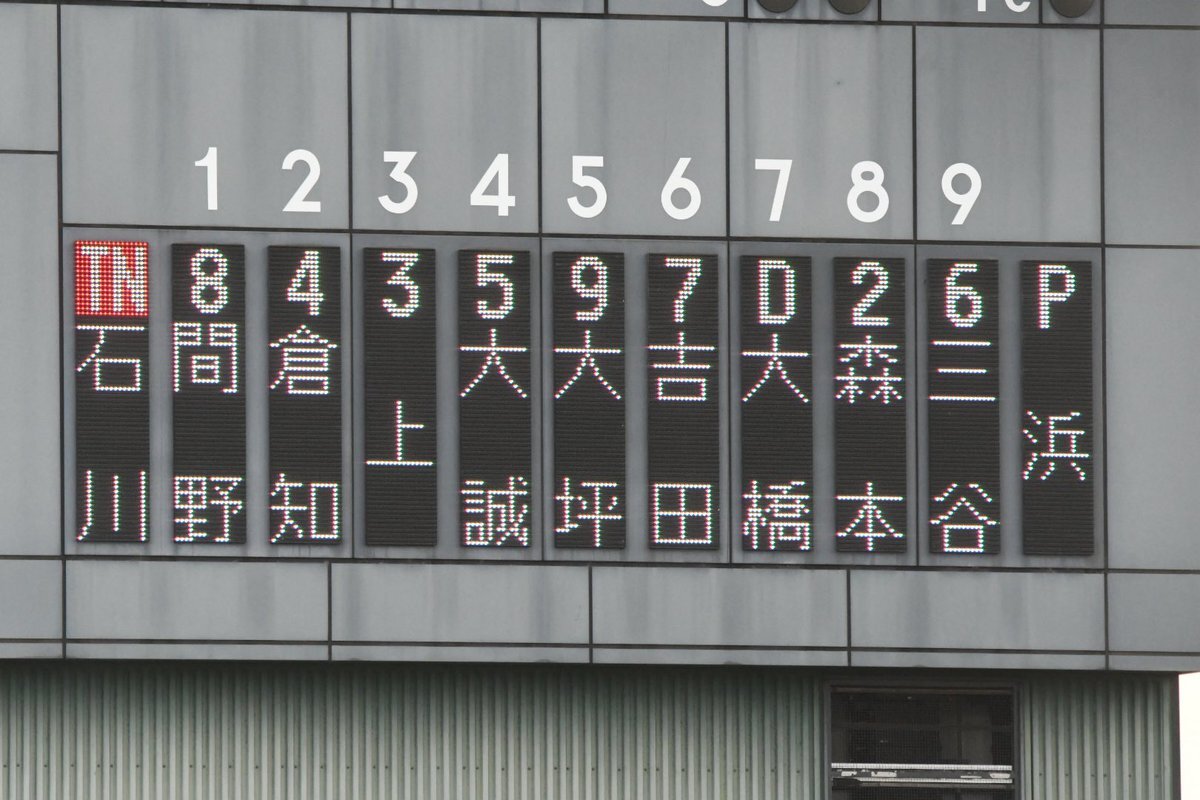 1 2 3 4 5 6 7 8 9
TN 石川
8 間野
4 倉知
3 上
5 大誠
9 大坪
7 吉田
D 大橋
2 森本
6 三谷
P 浜